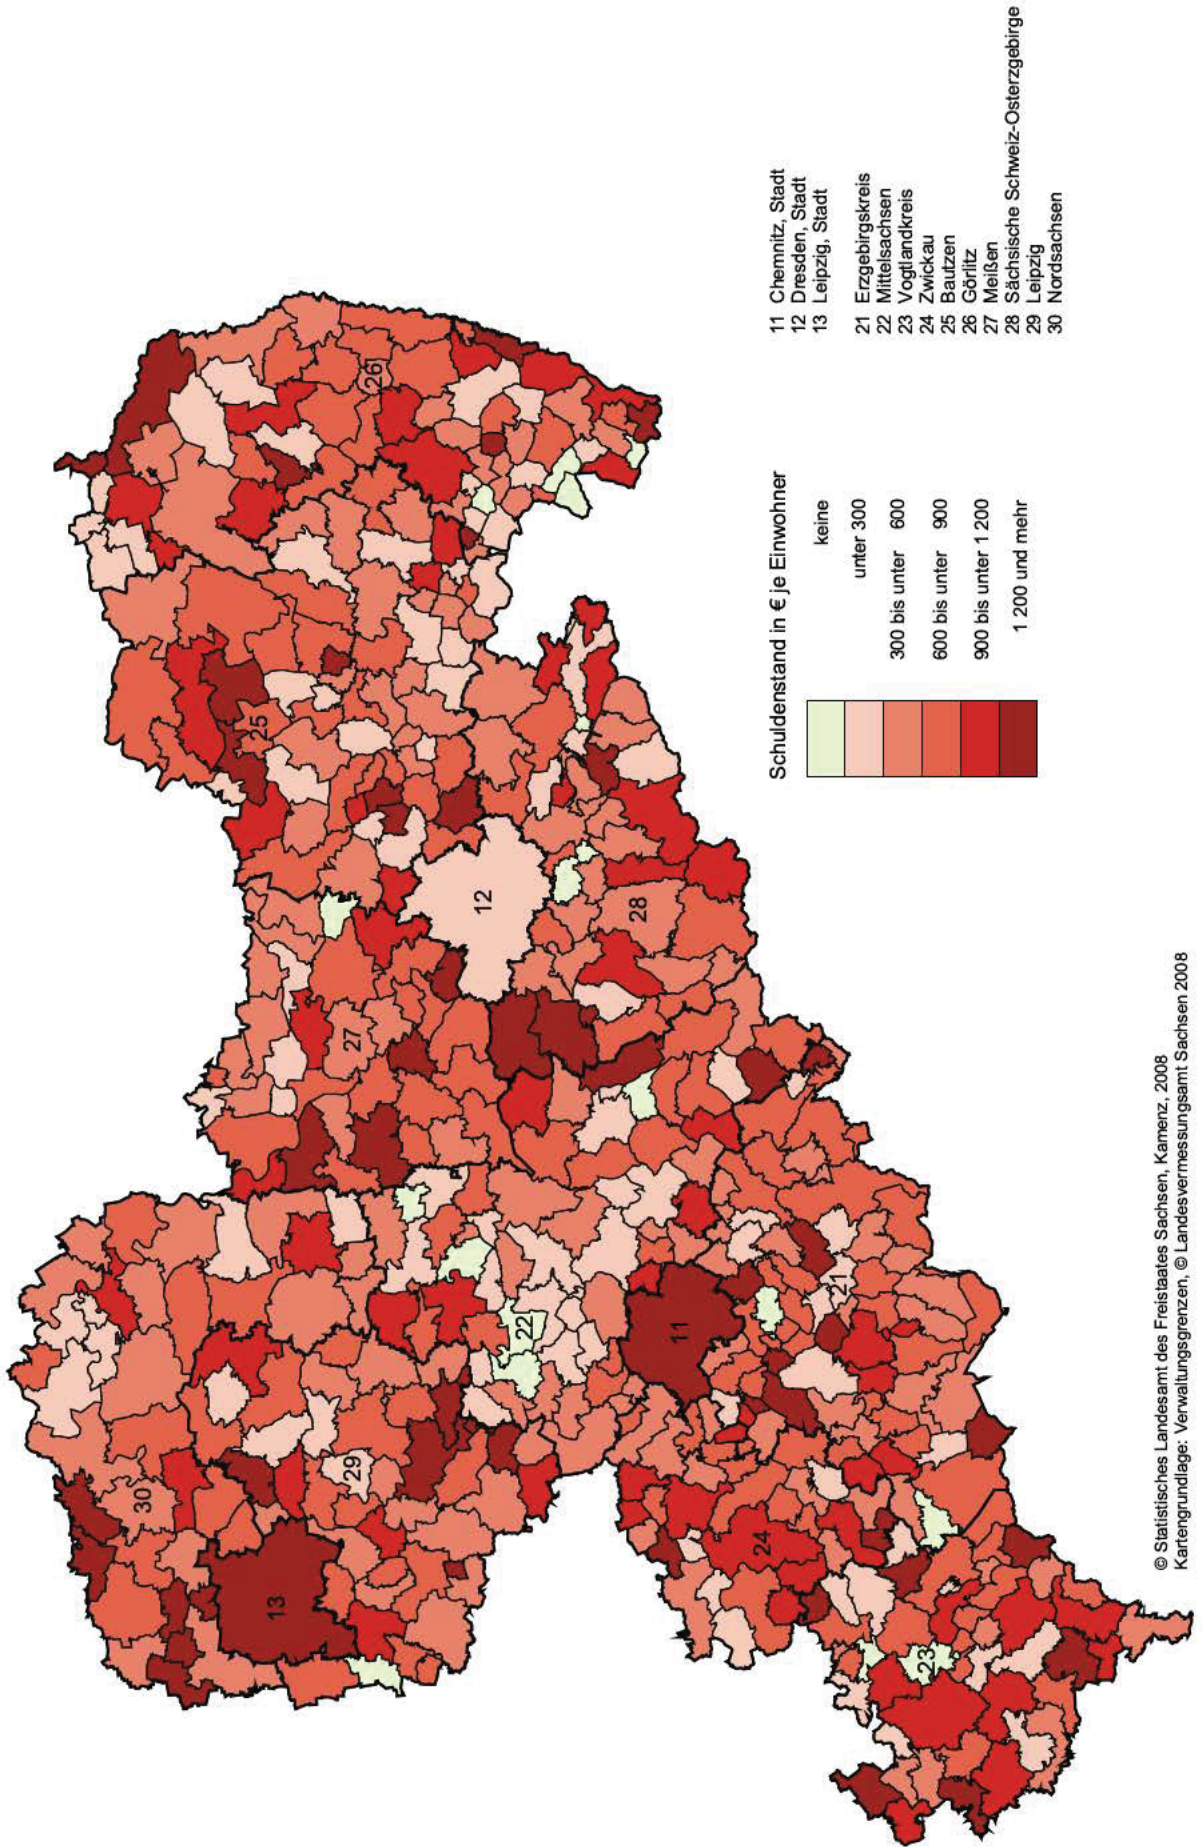 26
25
12
28
27
30
13
29
22
11
21
24
23
11 Chemnitz, Stadt
12 Dresden, Stadt
13 Leipzig, Stadt
21 Erzgebirgskreis
22 Mittelsachsen
23 Vogtlandkreis
24 Zwickau
25 Bautzen
26 Görlitz
27 Meißen
28 Sächsische Schweiz-Osterzgebirge
29 Leipzig
30 Nordsachsen
Schuldenstand in € je Einwohner
keine
unter 300
300 bis unter 600
600 bis unter 900
900 bis unter 1 200
1 200 und mehr
© Statistisches Landesamt des Freistaates Sachsen, Kamenz, 2008
Kartengrundlage: Verwaltungsgrenzen, © Landesvermessungsamt Sachsen 2008